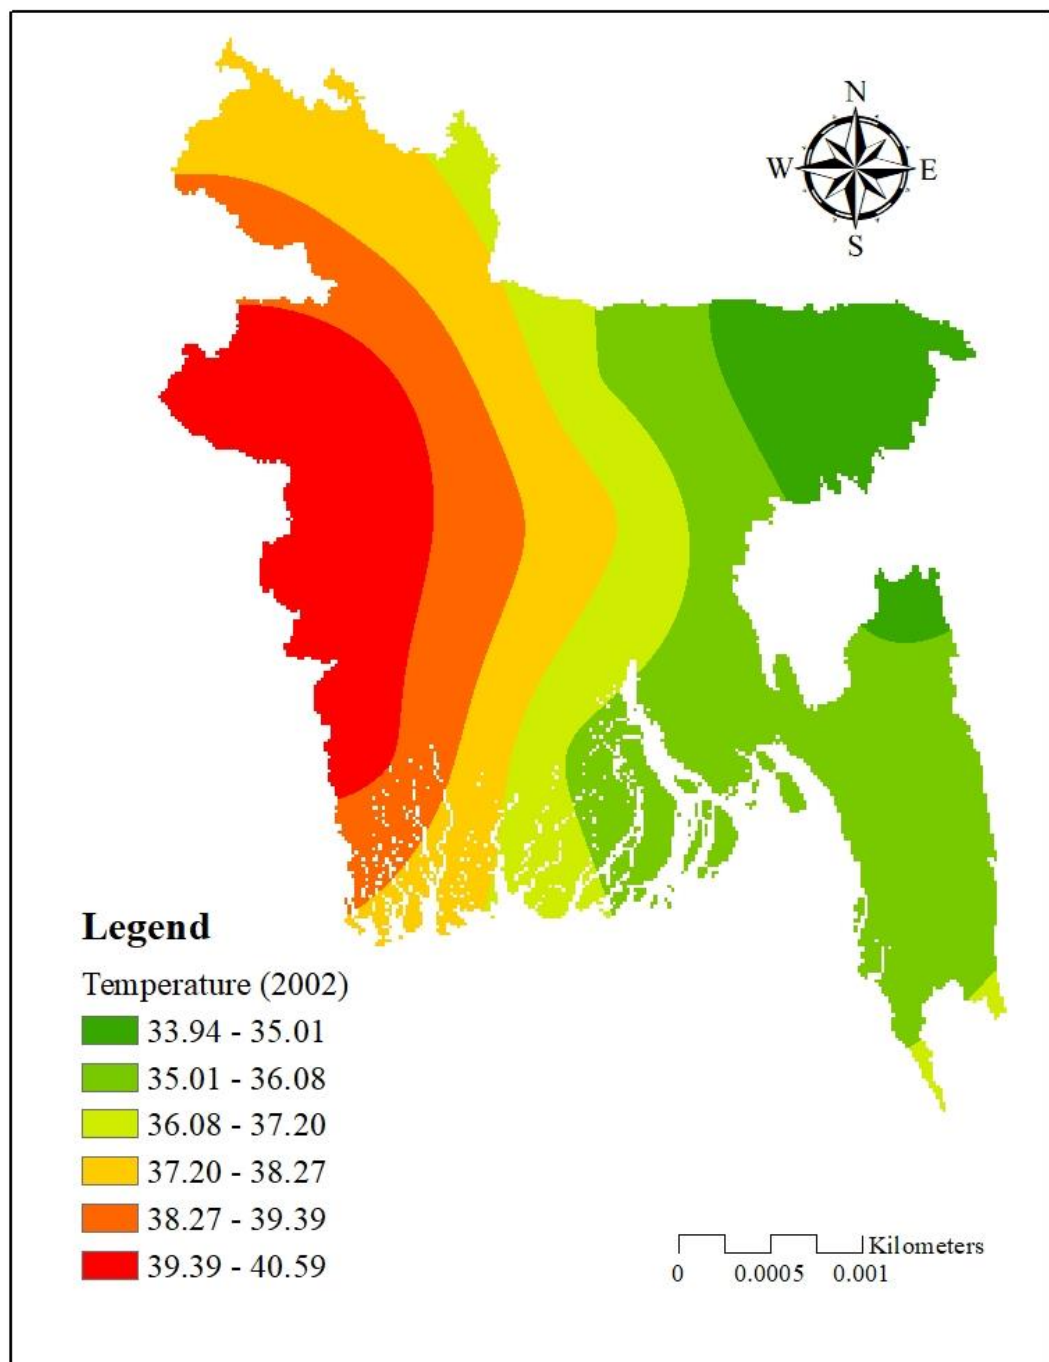 N
W E
S
Legend
Temperature (2002)
33.94 - 35.01
35.01 - 36.08
36.08 - 37.20
37.20 - 38.27
38.27 - 39.39
39.39 - 40.59
Kilometers
0 0.0005 0.001